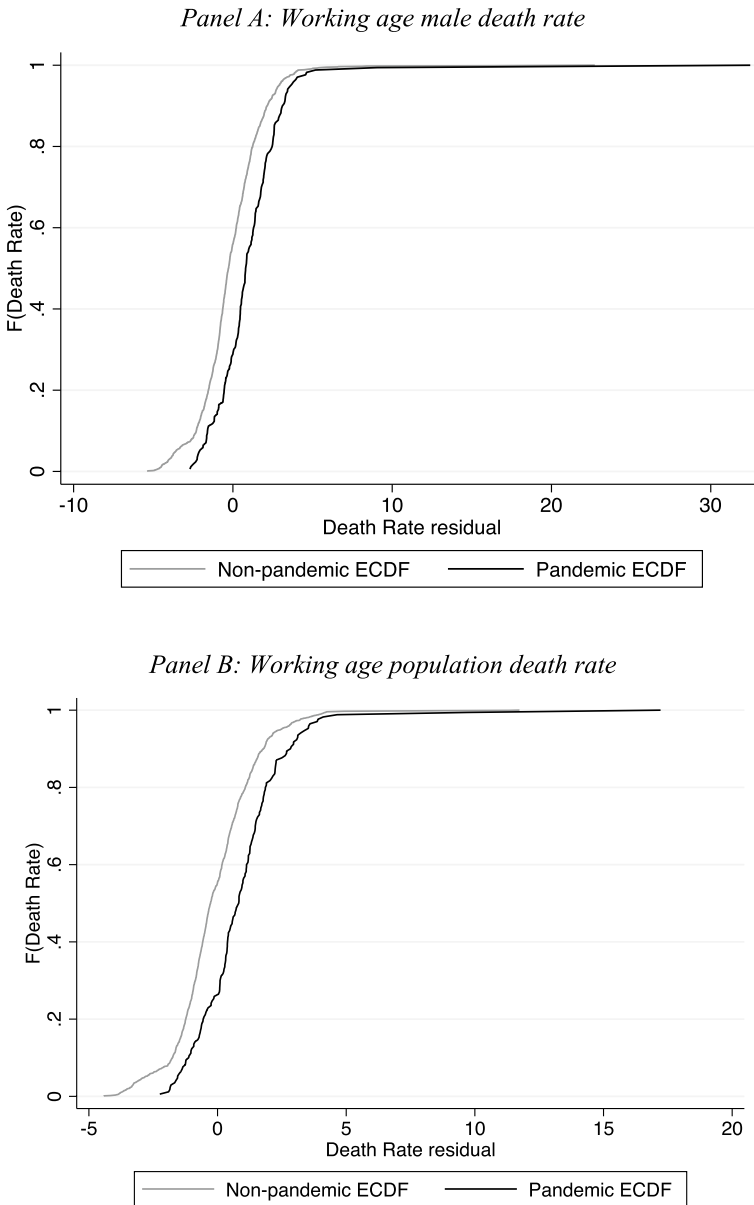 Panel A: Working age male death rate
F(Death Rate)
1
.8
.6
.4
.2
0
-10 0 10 20 30
Death Rate residual
Non-pandemic ECDF Pandemic ECDF
Panel B: Working age population death rate
F(Death Rate)
1
.8
.6
.4
.2
0
-5 0 5 10 15 20
Death Rate residual
Non-pandemic ECDF Pandemic ECDF